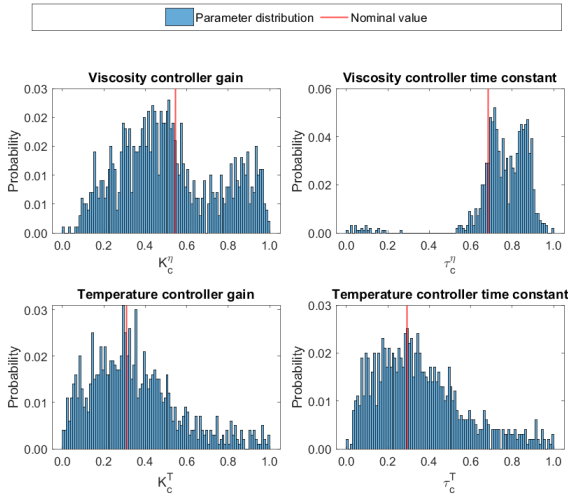 Parameter distribution Nominal value
Viscosity controller gain
0.03
0.02
0.02
0.01
0.01
0.00
Probability
0.0 0.2 0.4 0.6 0.8 1.0
K_c^η
Viscosity controller time constant
0.06
0.04
0.02
0.00
Probability
0.0 0.2 0.4 0.6 0.8 1.0
τ_c^η
Temperature controller gain
0.03
0.02
0.01
0.00
Probability
0.0 0.2 0.4 0.6 0.8 1.0
K_c^T
Temperature controller time constant
0.03
0.02
0.01
0.00
Probability
0.0 0.2 0.4 0.6 0.8 1.0
τ_c^T